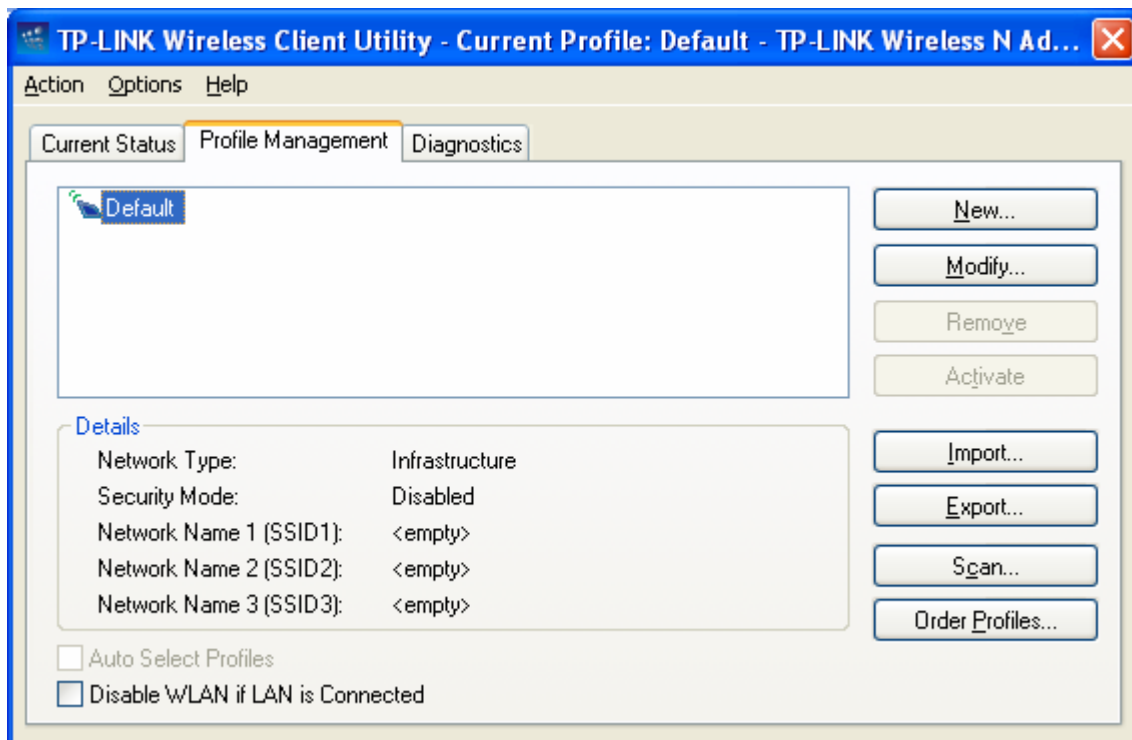 TP-LINK Wireless Client Utility - Current Profile: Default - TP-LINK Wireless N Ad...
Action Options Help
Current Status Profile Management Diagnostics
Default
New...
Modify...
Remove
Activate
Details
Network Type: Infrastructure
Security Mode: Disabled
Network Name 1 (SSID1): <empty>
Network Name 2 (SSID2): <empty>
Network Name 3 (SSID3): <empty>
Import...
Export...
Scan...
Order Profiles...
Auto Select Profiles
Disable WLAN if LAN is Connected